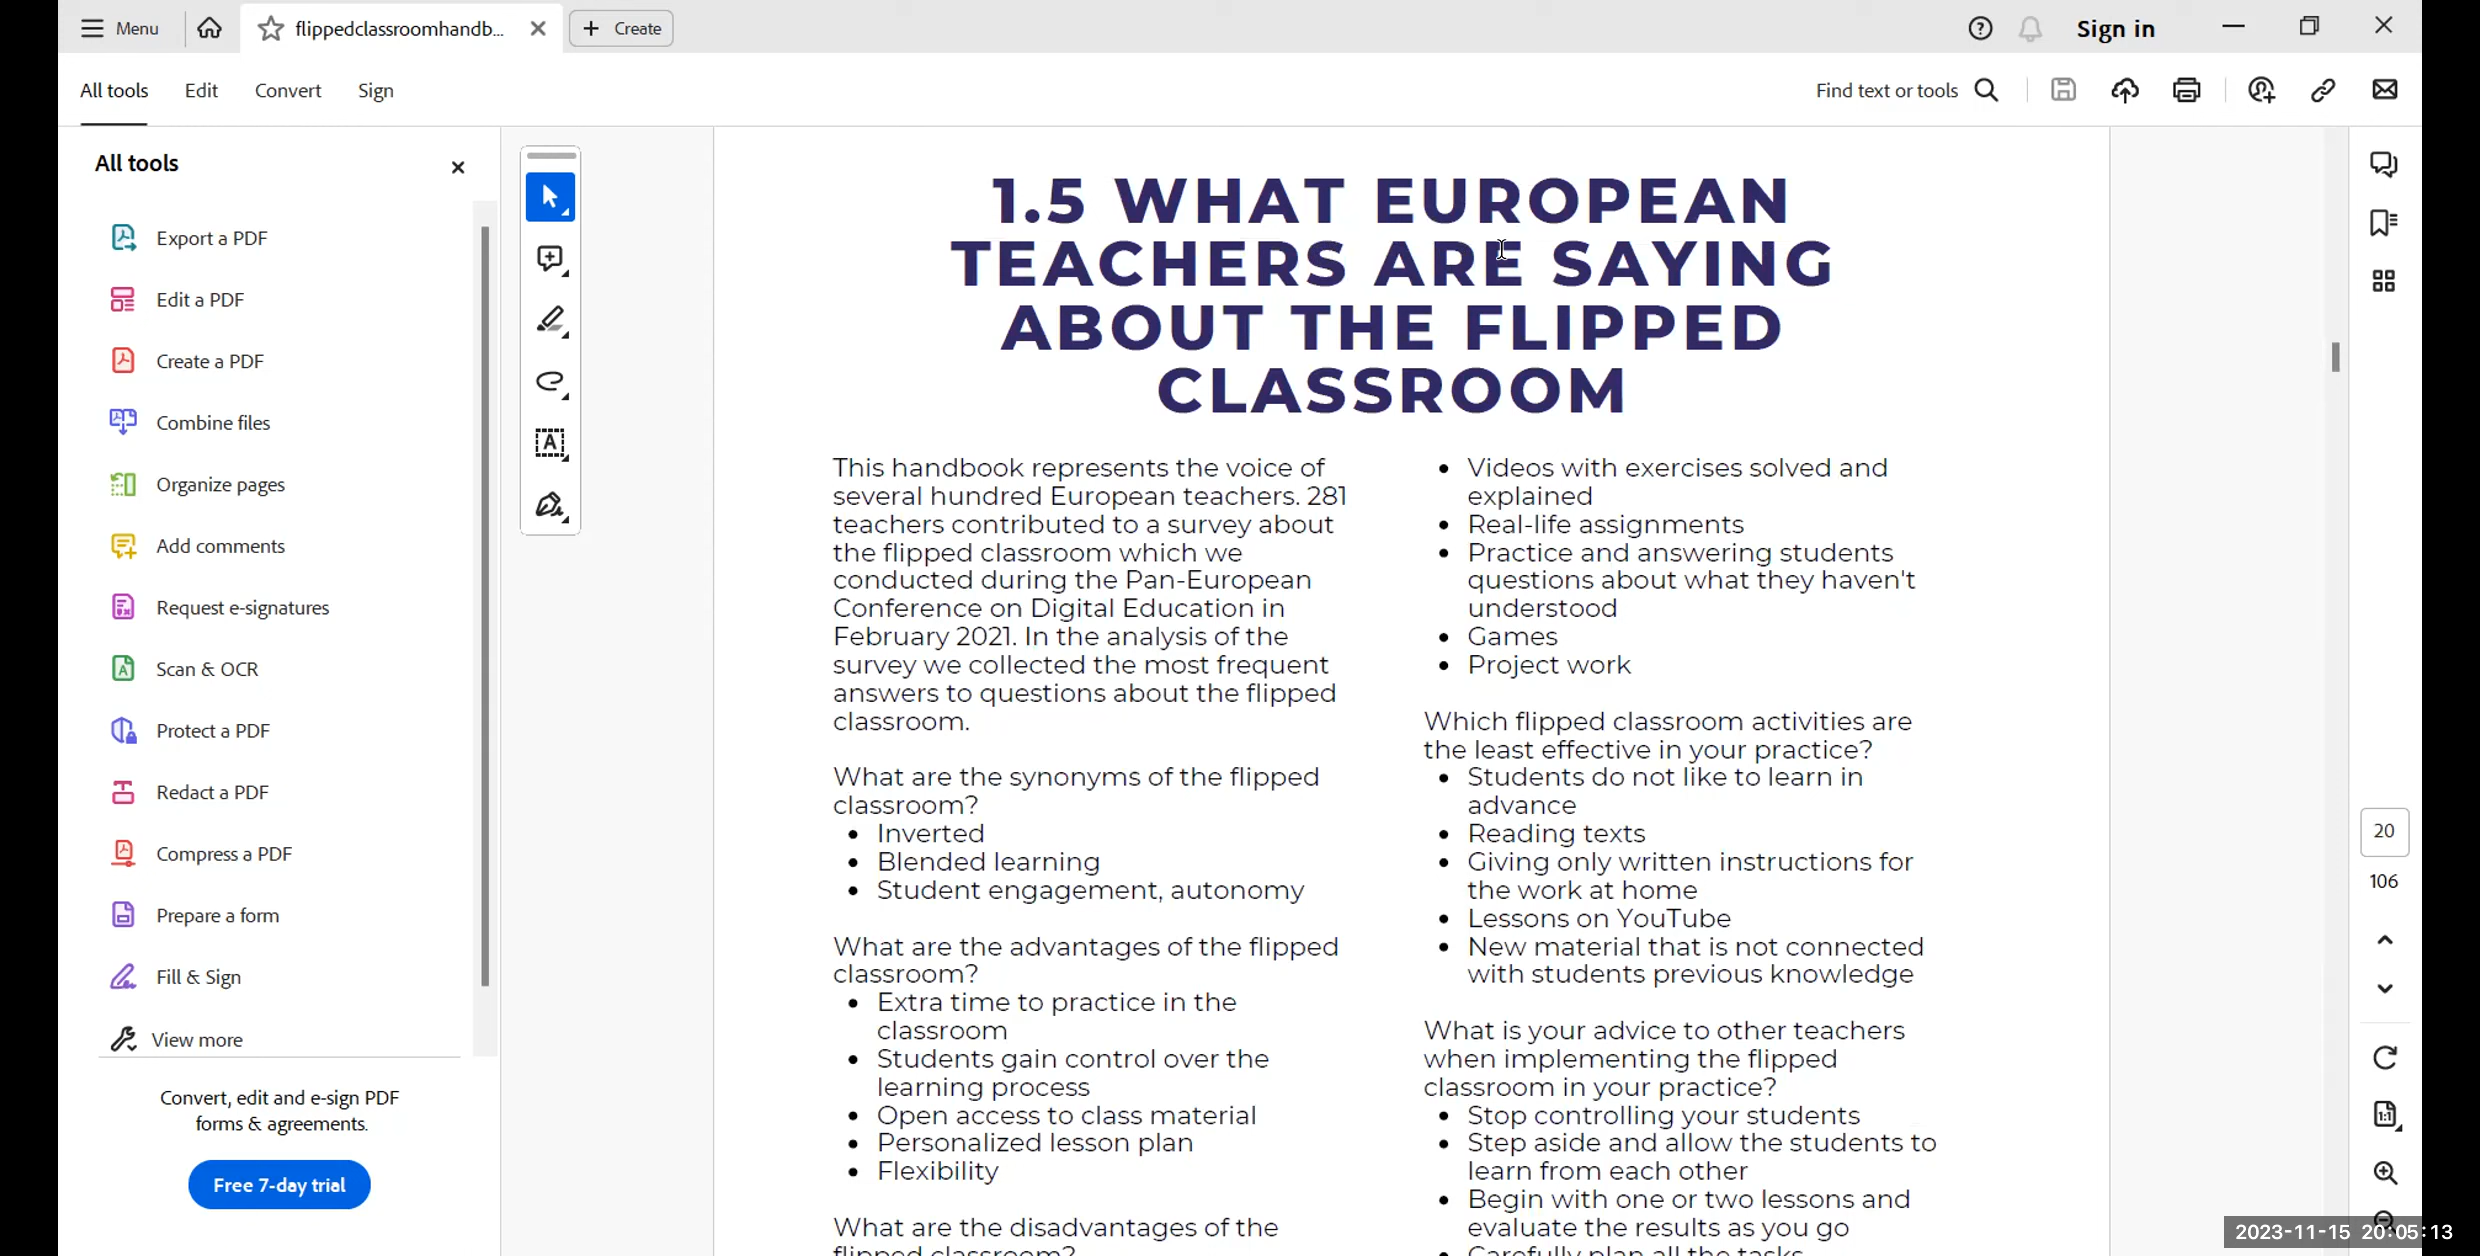 Menu
flippedclassroomhandb...
Create
Sign in
All tools
Edit
Convert
Sign
Find text or tools
All tools
Export a PDF
Edit a PDF
Create a PDF
Combine files
Organize pages
Add comments
Request e-signatures
Scan & OCR
Protect a PDF
Redact a PDF
Compress a PDF
Prepare a form
Fill & Sign
View more
Convert, edit and e-sign PDF
forms & agreements.
Free 7-day trial
1.5 WHAT EUROPEAN
TEACHERS ARE SAYING
ABOUT THE FLIPPED
CLASSROOM
This handbook represents the voice of
several hundred European teachers. 281
teachers contributed to a survey about
the flipped classroom which we
conducted during the Pan-European
Conference on Digital Education in
February 2021. In the analysis of the
survey we collected the most frequent
answers to questions about the flipped
classroom.
What are the synonyms of the flipped
classroom?
• Inverted
• Blended learning
• Student engagement, autonomy
What are the advantages of the flipped
classroom?
• Extra time to practice in the
classroom
• Students gain control over the
learning process
• Open access to class material
• Personalized lesson plan
• Flexibility
What are the disadvantages of the
flipped classroom?
• Videos with exercises solved and
explained
• Real-life assignments
• Practice and answering students
questions about what they haven't
understood
• Games
• Project work
Which flipped classroom activities are
the least effective in your practice?
• Students do not like to learn in
advance
• Reading texts
• Giving only written instructions for
the work at home
• Lessons on YouTube
• New material that is not connected
with students previous knowledge
What is your advice to other teachers
when implementing the flipped
classroom in your practice?
• Stop controlling your students
• Step aside and allow the students to
learn from each other
• Begin with one or two lessons and
evaluate the results as you go
• Carefully plan all the tasks
20
106
1:1
2023-11-15 20:05:13